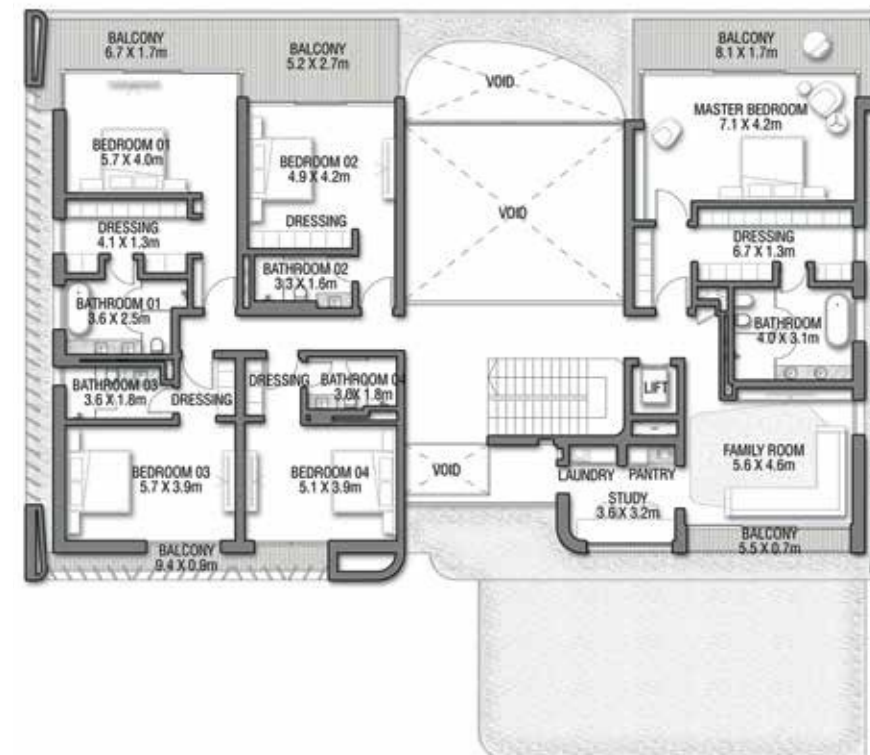 BALCONY
6.7 X 1.7m
BALCONY
5.2 X 2.7m
VOID
BALCONY
8.1 X 1.7m
MASTER BEDROOM
7.1 X 4.2m
BEDROOM 01
5.7 X 4.0m
BEDROOM 02
4.9 X 4.2m
VOID
DRESSING
DRESSING
4.1 X 1.3m
DRESSING
6.7 X 1.3m
BATHROOM 02
3.3 X 1.6m
BATHROOM 01
3.6 X 2.5m
BATHROOM
4.0 X 3.1m
BATHROOM 03
3.6 X 1.8m
DRESSING
DRESSING
BATHROOM 04
3.6X 1.8m
LIFT
BEDROOM 03
5.7 X 3.9m
BEDROOM 04
5.1 X 3.9m
VOID
LAUNDRY
PANTRY
FAMILY ROOM
5.6 X 4.6m
STUDY
3.6 X 3.2m
BALCONY
9.4 X 0.9m
BALCONY
5.5 X 0.7m